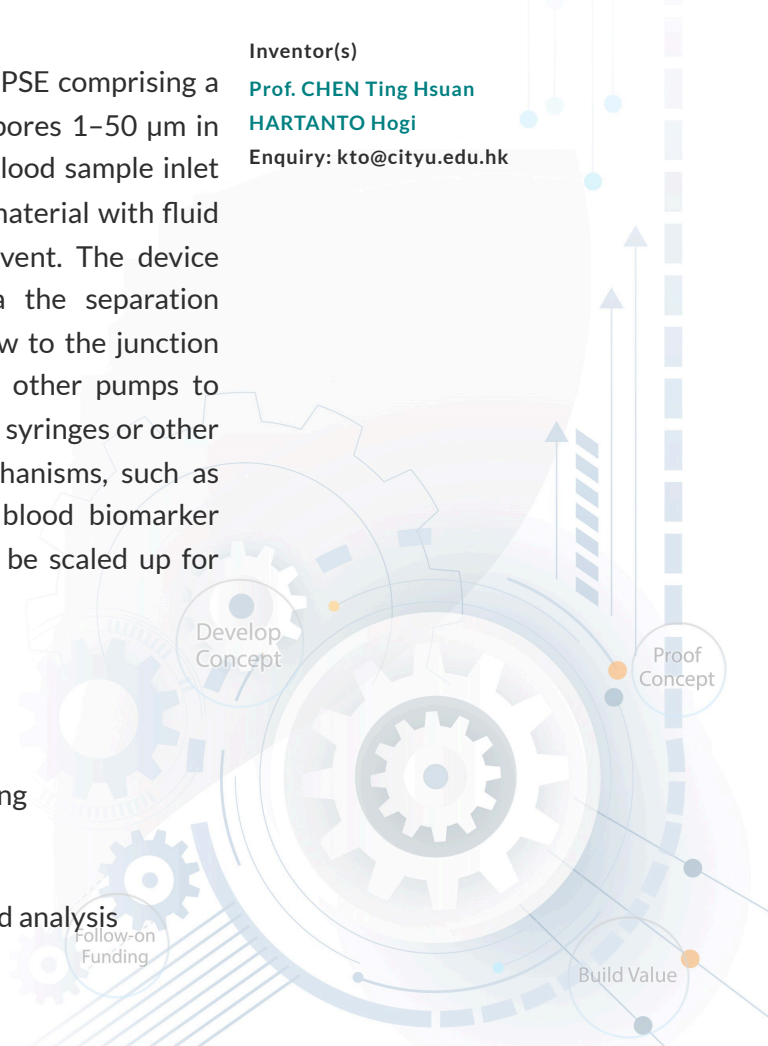 PSE comprising a
pores 1–50 µm in
lood sample inlet
naterial with fluid
vent. The device
a the separation
w to the junction
other pumps to
syringes or other
hanisms, such as
blood biomarker
be scaled up for
ng
d analysis
Inventor(s)
Prof. CHEN Ting Hsuan
HARTANTO Hogi
Enquiry: kto@cityu.edu.hk
Develop
Concept
Proof
Concept
Follow-on
Funding
Build Value